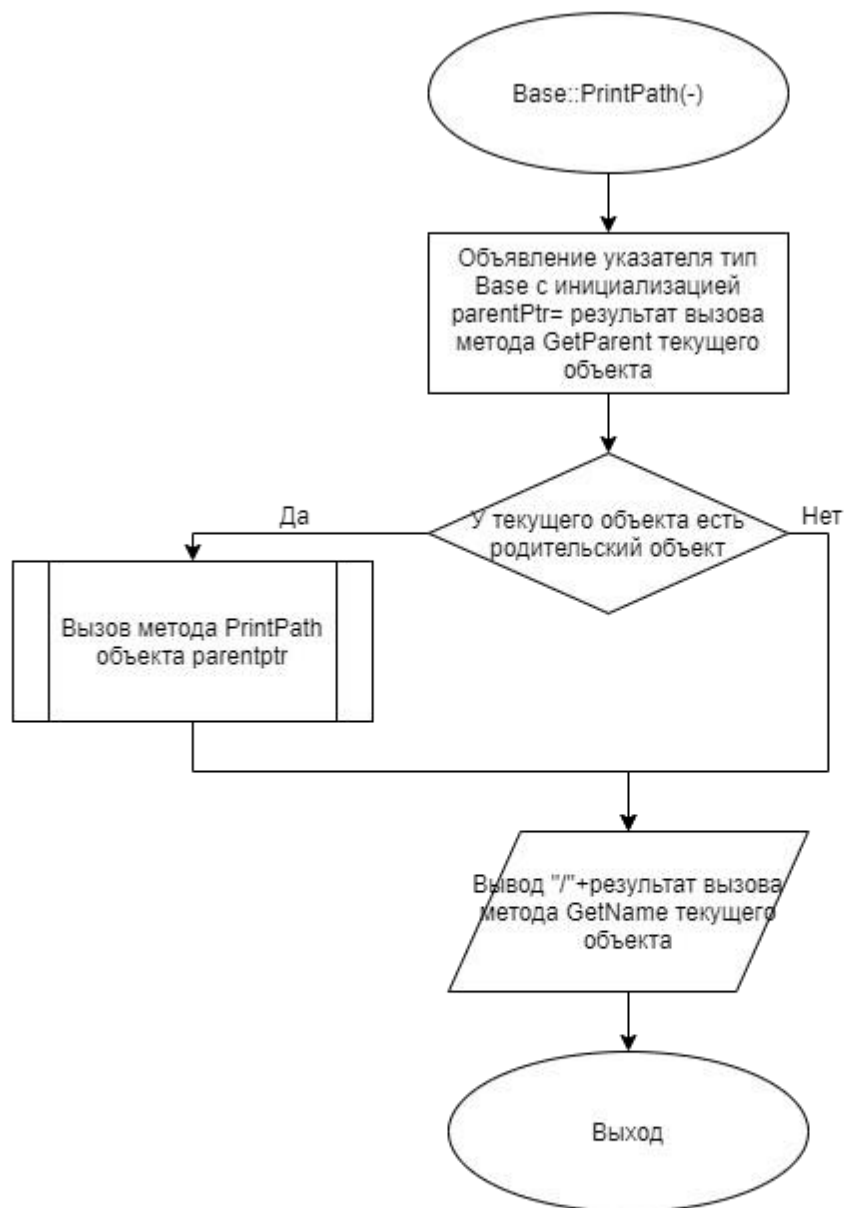 Base::PrintPath(-)
Объявление указателя тип
Base с инициализацией
parentPtr= результат вызова
метода GetParent текущего
объекта
У текущего объекта есть
родительский объект
Да
Нет
Вызов метода PrintPath
объекта parentptr
Вывод "/"+результат вызова
метода GetName текущего
объекта
Выход